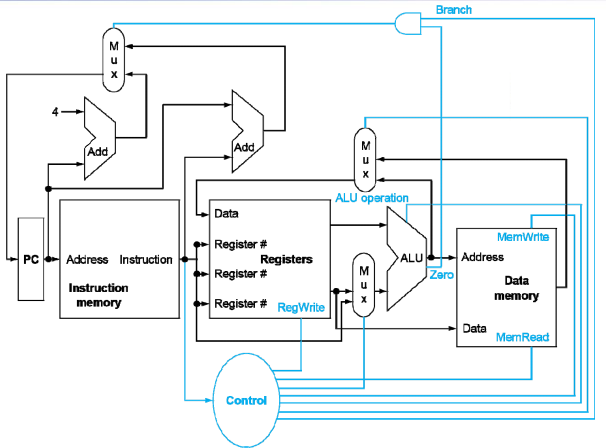 Branch
M
u
x
4
Add
Add
M
u
x
ALU operation
Data
PC
Address
Instruction
Instruction
memory
Register #
Registers
Register #
Register #
RegWrite
M
u
x
ALU
Zero
MemWrite
Address
Data
memory
Data
MemRead
Control